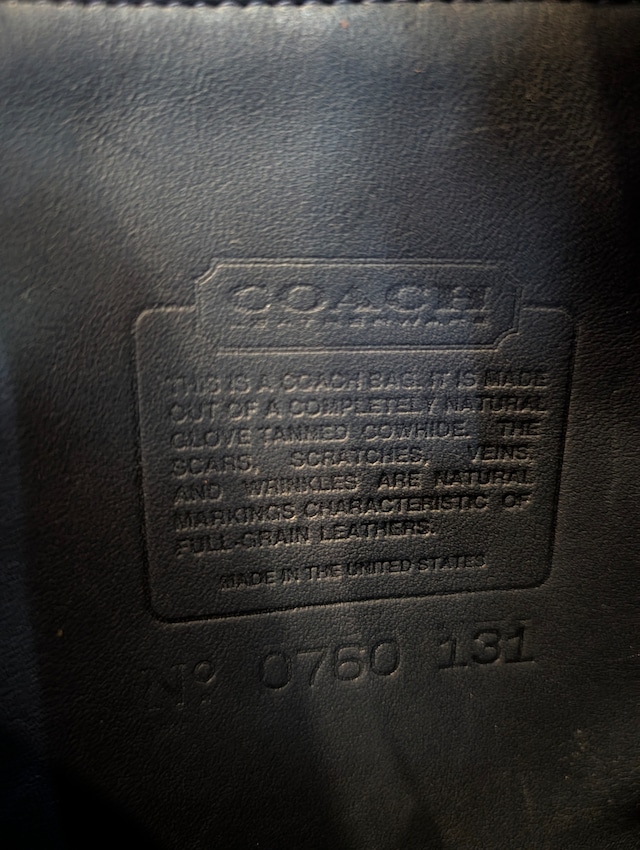 COACH
LEATHERWARE
THIS IS A COACH BAG. IT IS MADE
OUT OF A COMPLETELY NATURAL
GLOVE TANNED COWHIDE. THE
SCARS, SCRATCHES, VEINS,
AND WRINKLES ARE NATURAL
MARKINGS CHARACTERISTIC OF
FULL-GRAIN LEATHERS.
MADE IN THE UNITED STATES
Nº 0760 131